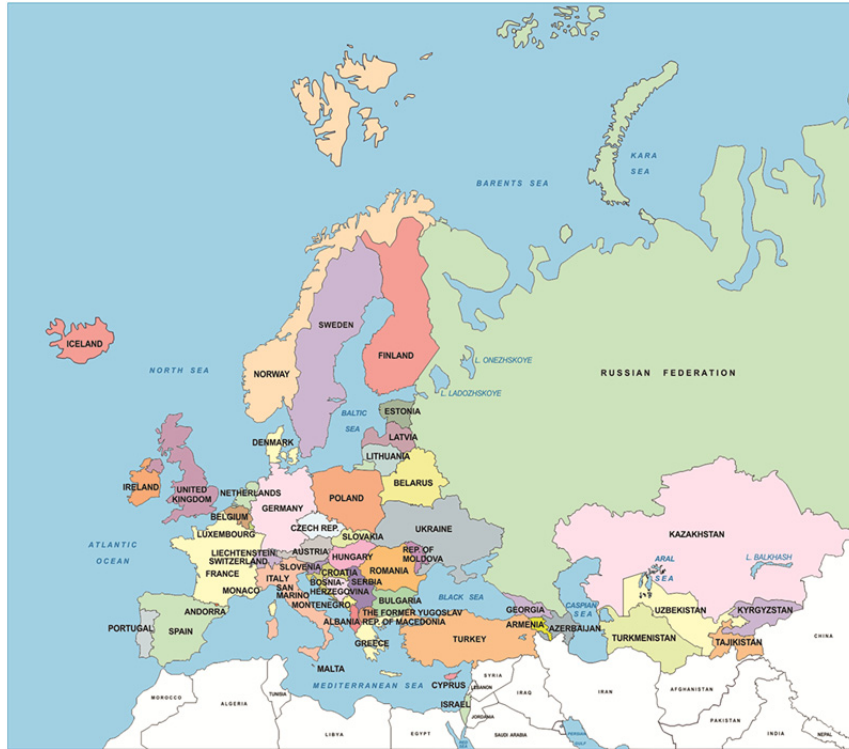 KARA
SEA
BARENTS SEA
ICELAND
SWEDEN
FINLAND
L. ONEZHSKOYE
NORTH SEA
NORWAY
RUSSIAN FEDERATION
L. LADOZHSKOYE
BALTIC
SEA
ESTONIA
DENMARK
LATVIA
LITHUANIA
IRELAND
UNITED
KINGDOM
NETHERLANDS
BELARUS
POLAND
GERMANY
BELGIUM
CZECH REP.
UKRAINE
LUXEMBOURG
SLOVAKIA
KAZAKHSTAN
ATLANTIC
OCEAN
LIECHTENSTEIN
SWITZERLAND
AUSTRIA
HUNGARY
REP. OF
MOLDOVA
ARAL
SEA
L. BALKHASH
SLOVENIA
FRANCE
ITALY
CROATIA
ROMANIA
BOSNIA-
HERZEGOVINA
SERBIA
MONACO
SAN
MARINO
BLACK SEA
BULGARIA
MONTENEGRO
ANDORRA
GEORGIA
CASPIAN
SEA
UZBEKISTAN
KYRGYZSTAN
THE FORMER YUGOSLAV
REP. OF MACEDONIA
ALBANIA
ARMENIA
AZERBAIJAN
PORTUGAL
SPAIN
TURKEY
TURKMENISTAN
TAJIKISTAN
CHINA
GREECE
MALTA
MEDITERRANEAN SEA
CYPRUS
SYRIA
LEBANON
IRAQ
IRAN
AFGHANISTAN
MOROCCO
ALGERIA
TUNISIA
ISRAEL
JORDANIA
PAKISTAN
LIBYA
EGYPT
SAUDI ARABIA
PERSIAN
GULF
INDIA
NEPAL
RED
SEA